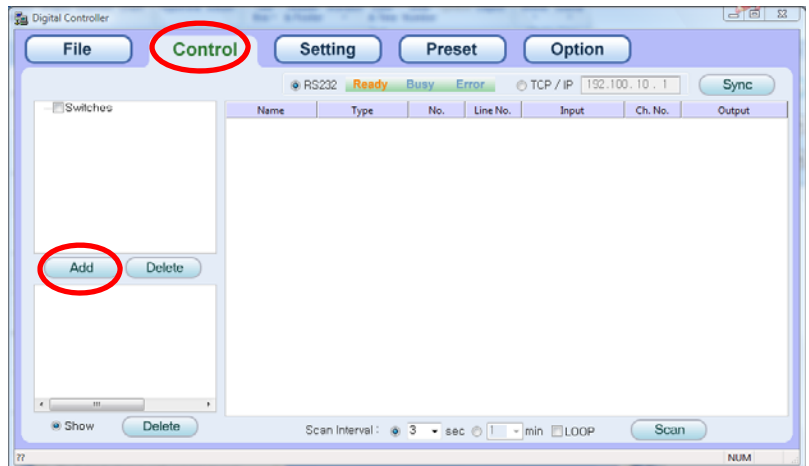 Digital Controller
File Control Setting Preset Option
RS232 Ready Busy Error TCP / IP 192.100.10.1 Sync
Switches
Name Type No. Line No. Input Ch. No. Output
Add Delete
Show Delete Scan Interval : 3 sec 1 min LOOP Scan
?? NUM